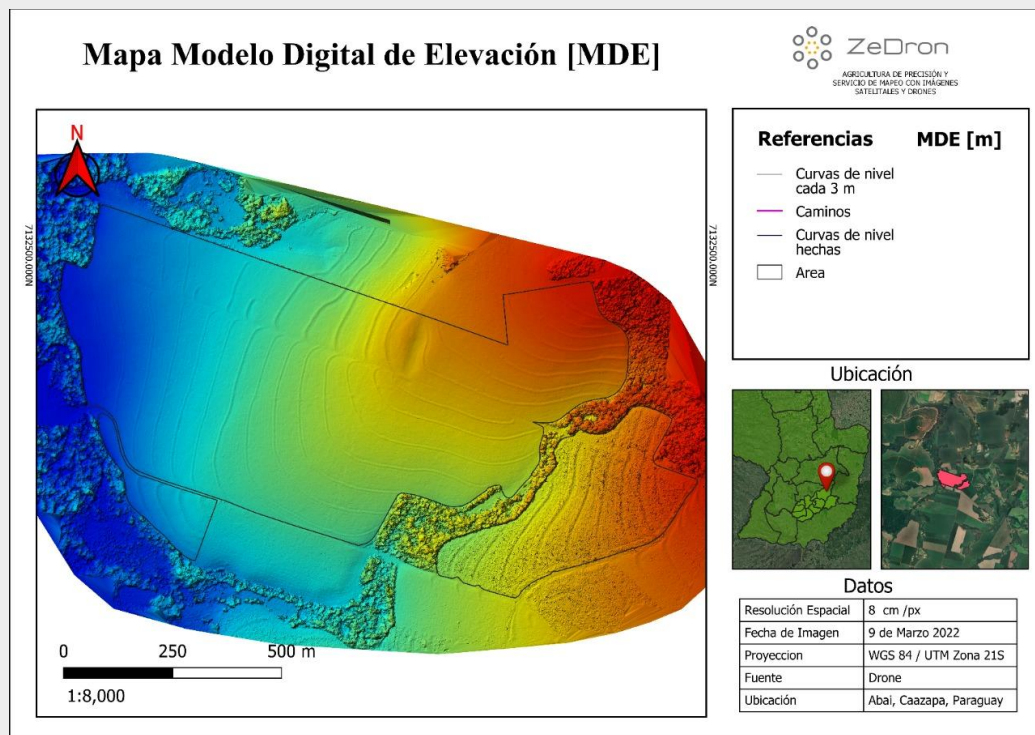 Mapa Modelo Digital de Elevación [MDE]
ZeDron
AGRICULTURA DE PRECISIÓN Y
SERVICIO DE MAPEO CON IMÁGENES
SATELITALES Y DRONES
N
7132500,000N
7132500,000N
0 250 500 m
1:8,000
Referencias MDE [m]
Curvas de nivel
cada 3 m
Caminos
Curvas de nivel
hechas
Area
Ubicación
Datos
Resolución Espacial 8 cm /px
Fecha de Imagen 9 de Marzo 2022
Proyeccion WGS 84 / UTM Zona 21S
Fuente Drone
Ubicación Abai, Caazapa, Paraguay